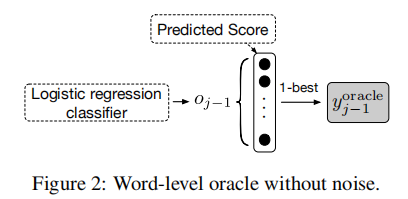 Predicted Score
Logistic regression
classifier
o_{j-1}
1-best
y_{j-1}^{oracle}
Figure 2: Word-level oracle without noise.